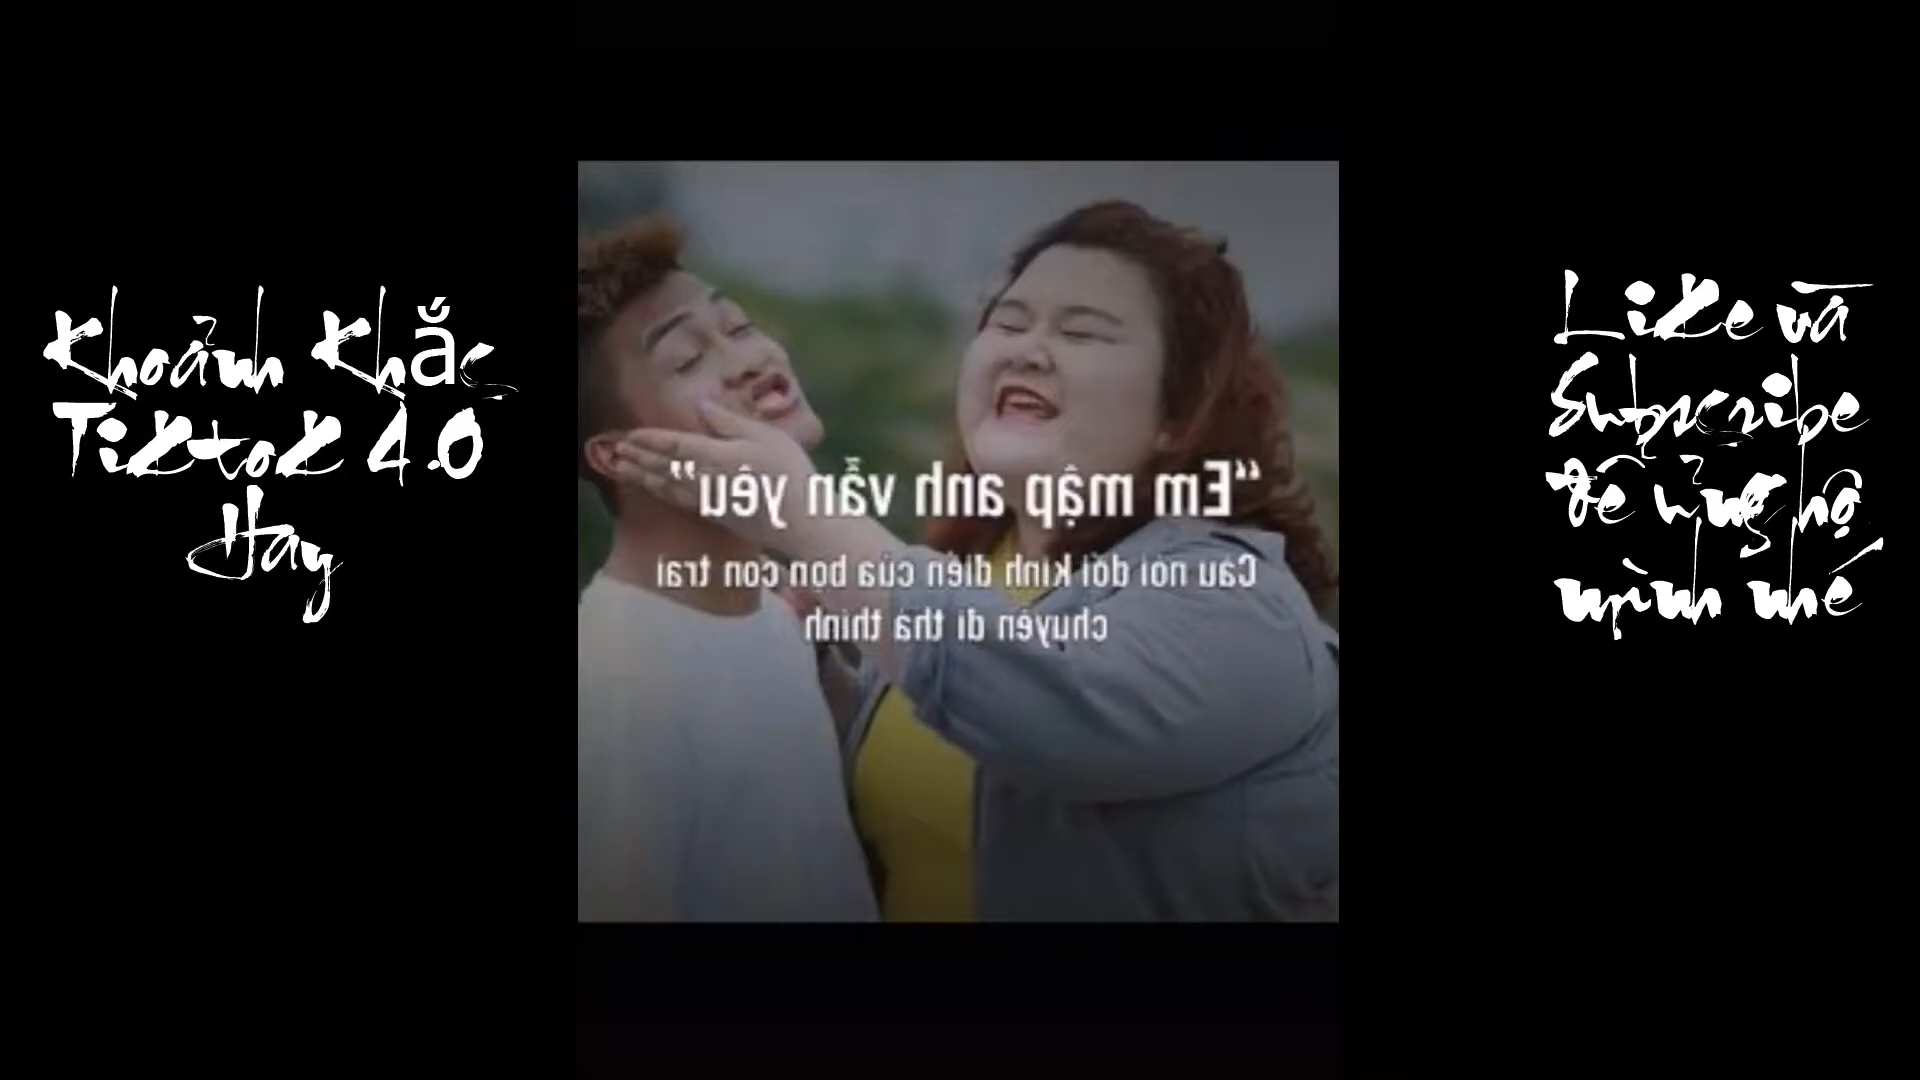 Khoảnh Khắc
Tiktok 4.0
Hay
“Em mập anh vẫn yêu”
Câu nói dối kinh điển của bọn con trai
chuyên đi thả thính
Like và
Subscribe
để ủng hộ
mình nhé